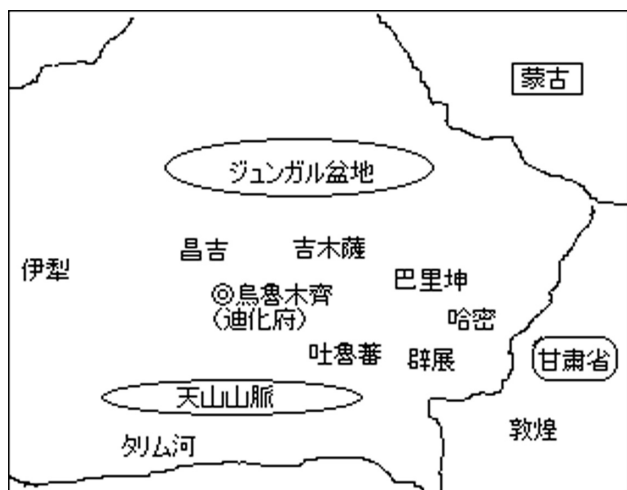 蒙古
ジュンガル盆地
昌吉
吉木薩
伊犁
巴里坤
◎烏魯木齊
(迪化府)
哈密
吐魯蕃
辟展
甘粛省
天山山脈
敦煌
タリム河